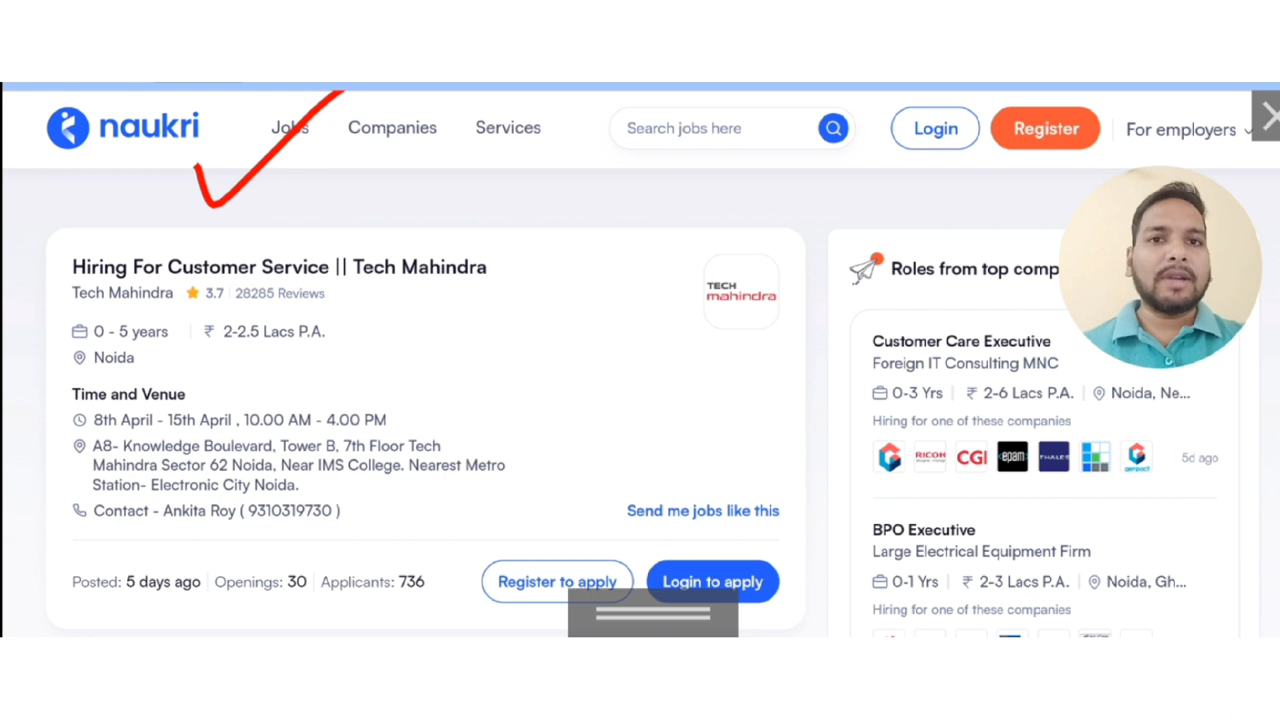 naukri
Jobs
Companies
Services
Search jobs here
Login
Register
For employers
Hiring For Customer Service || Tech Mahindra
Tech Mahindra 3.7 | 28285 Reviews
0 - 5 years | ₹ 2-2.5 Lacs P.A.
Noida
Time and Venue
8th April - 15th April , 10.00 AM - 4.00 PM
A8- Knowledge Boulevard, Tower B, 7th Floor Tech
Mahindra Sector 62 Noida, Near IMS College. Nearest Metro
Station- Electronic City Noida.
Contact - Ankita Roy ( 9310319730 )
Send me jobs like this
Posted: 5 days ago | Openings: 30 | Applicants: 736
Register to apply
Login to apply
TECH
mahindra
Roles from top comp
Customer Care Executive
Foreign IT Consulting MNC
0-3 Yrs | ₹ 2-6 Lacs P.A. | Noida, Ne...
Hiring for one of these companies
RICOH
CGI
<epam>
THALES
genpact
5d ago
BPO Executive
Large Electrical Equipment Firm
0-1 Yrs | ₹ 2-3 Lacs P.A. | Noida, Gh...
Hiring for one of these companies